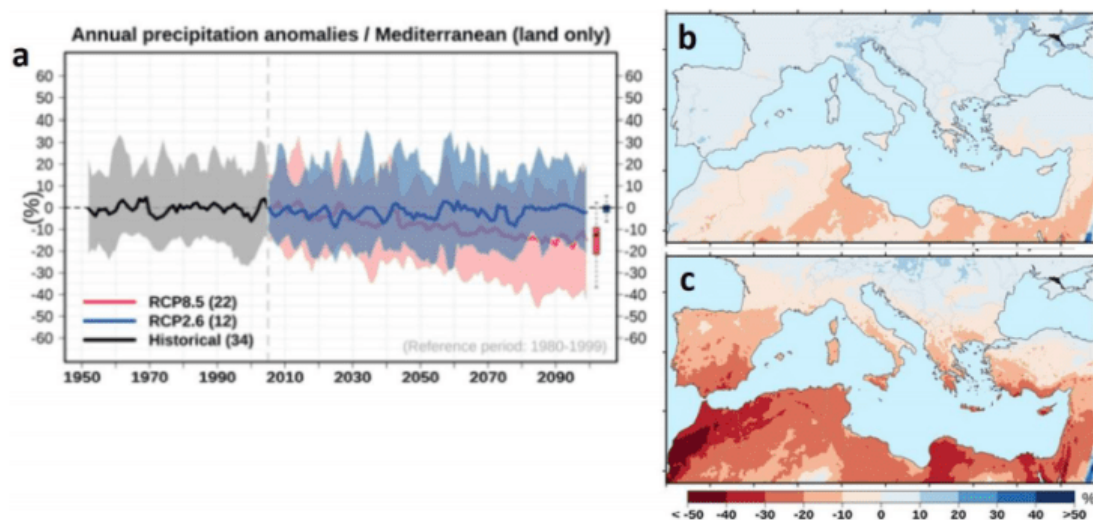 a
Annual precipitation anomalies / Mediterranean (land only)
(%)
60 60
50 50
40 40
30 30
20 20
10 10
0 0
-10 -10
-20 -20
-30 -30
-40 -40
-50 -50
-60 -60
RCP8.5 (22)
RCP2.6 (12)
Historical (34)
(Reference period: 1980-1999)
1950 1970 1990 2010 2030 2050 2070 2090
b
c
%
< -50 -40 -30 -20 -10 0 10 20 30 40 >50